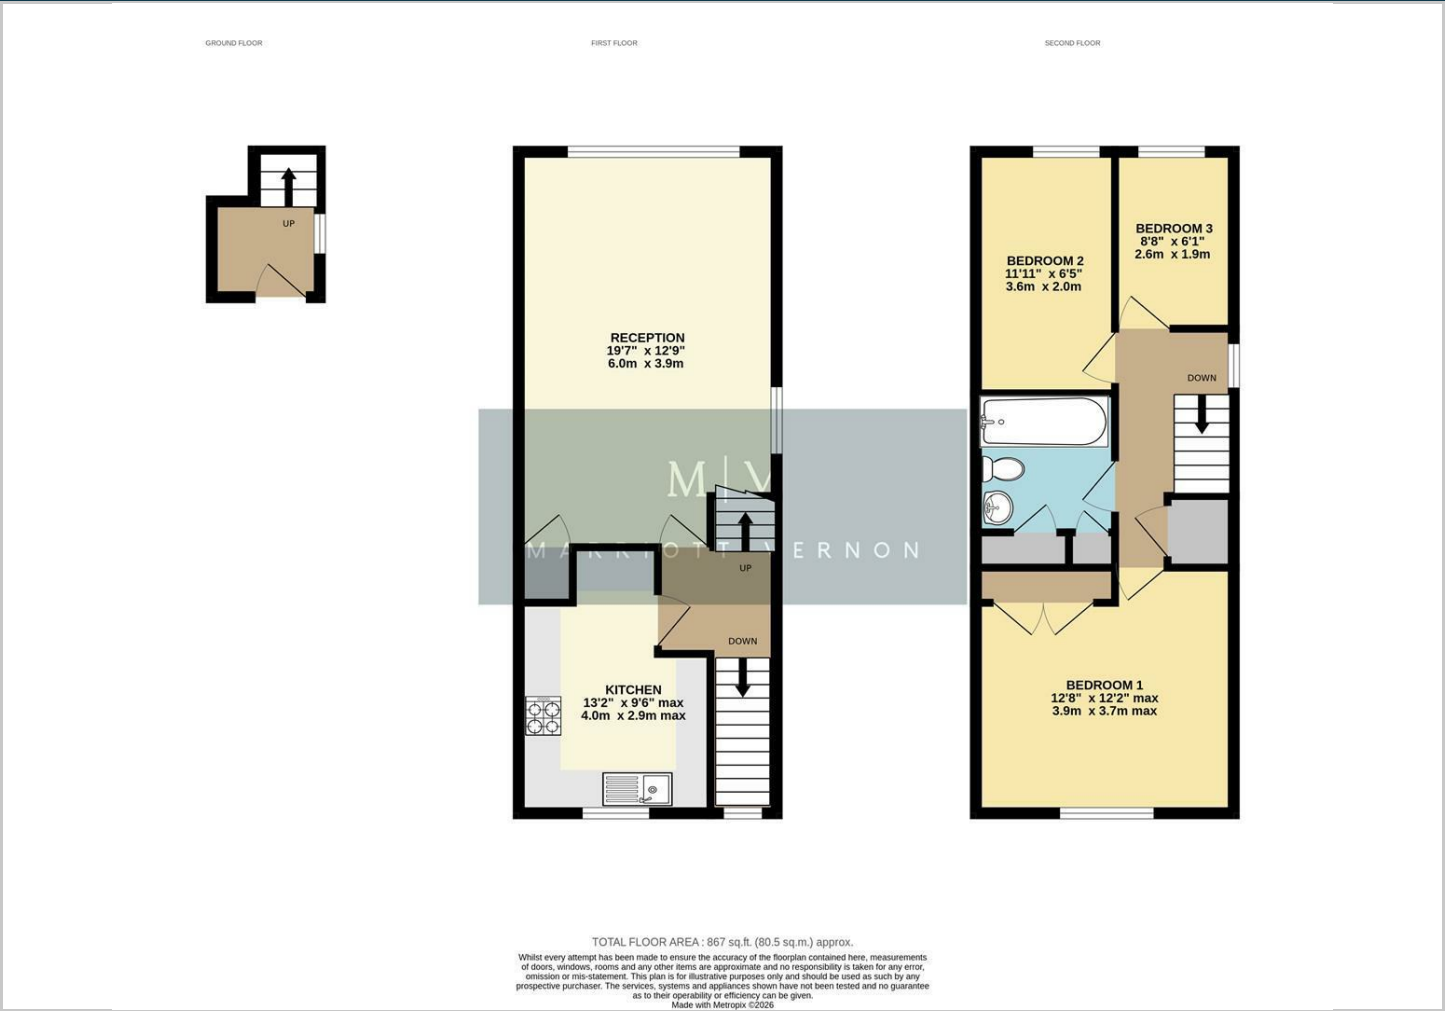 GROUND FLOOR
FIRST FLOOR
SECOND FLOOR
UP
RECEPTION
19'7" x 12'9"
6.0m x 3.9m
M|V
MARRIOTT VERNON
UP
DOWN
KITCHEN
13'2" x 9'6" max
4.0m x 2.9m max
BEDROOM 2
11'11" x 6'5"
3.6m x 2.0m
BEDROOM 3
8'8" x 6'1"
2.6m x 1.9m
DOWN
BEDROOM 1
12'8" x 12'2" max
3.9m x 3.7m max
TOTAL FLOOR AREA : 867 sq.ft. (80.5 sq.m.) approx.
Whilst every attempt has been made to ensure the accuracy of the floorplan contained here, measurements
of doors, windows, rooms and any other items are approximate and no responsibility is taken for any error,
omission or mis-statement. This plan is for illustrative purposes only and should be used as such by any
prospective purchaser. The services, systems and appliances shown have not been tested and no guarantee
as to their operability or efficiency can be given.
Made with Metropix ©2026